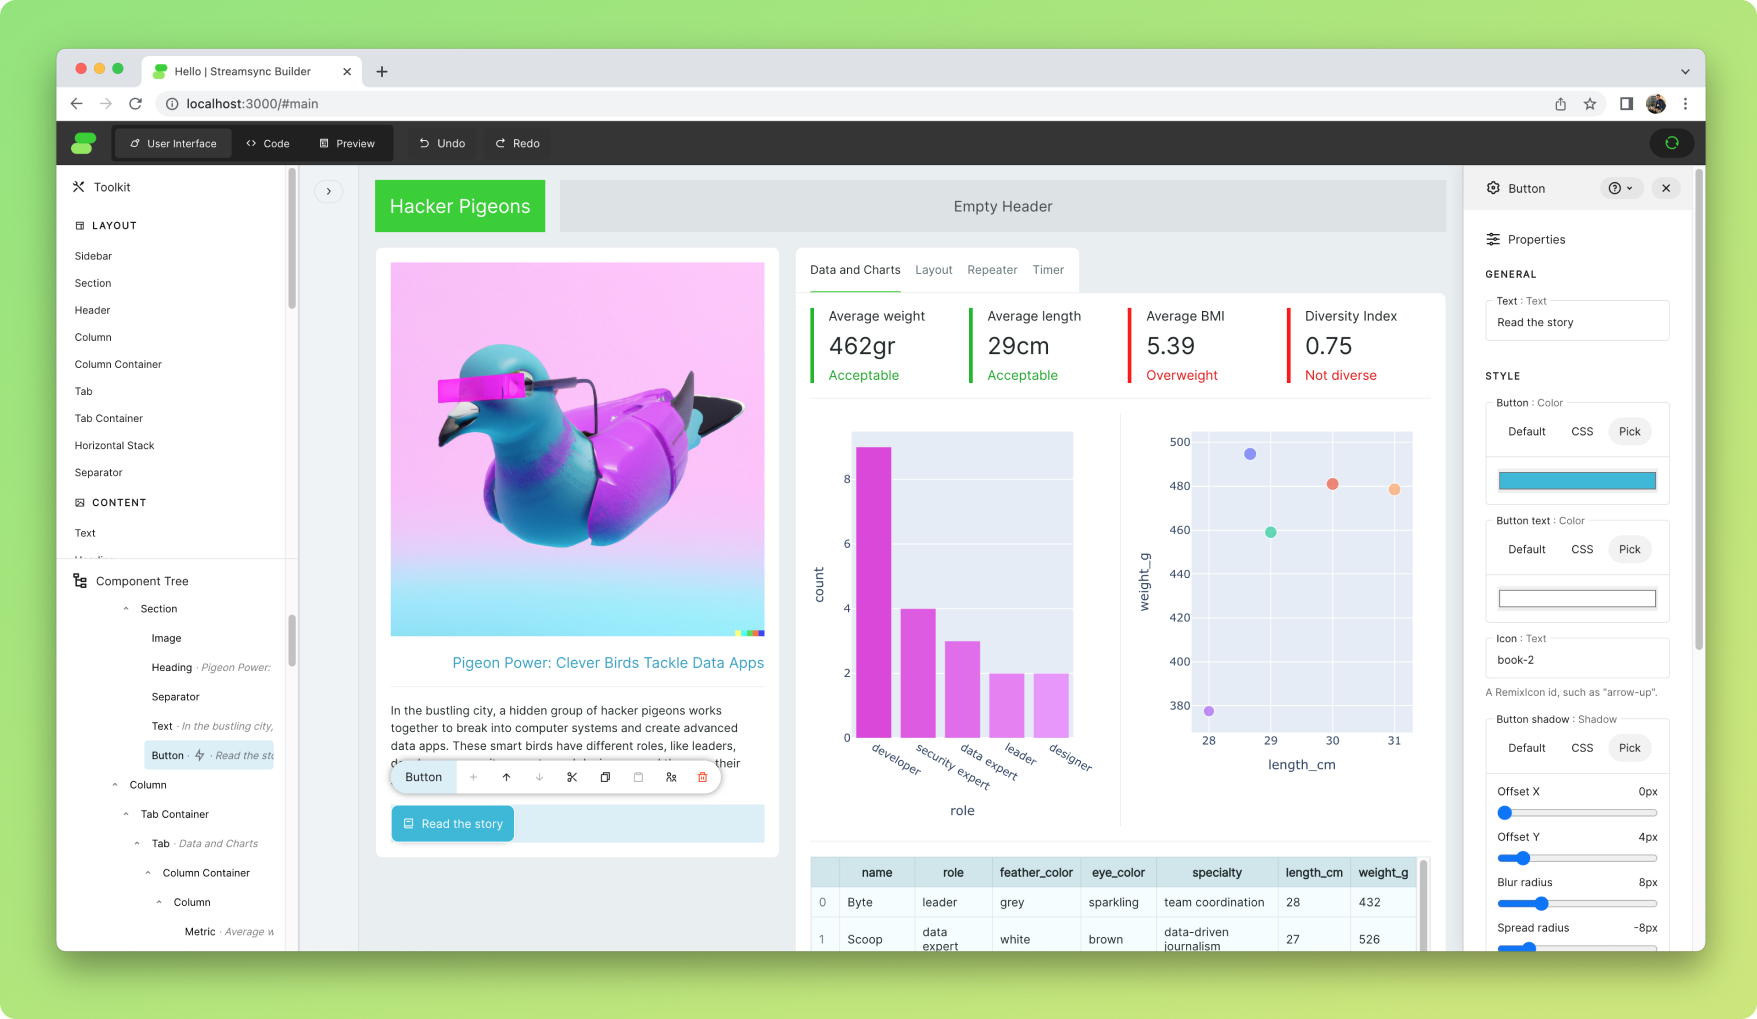 Hello | Streamsync Builder
localhost:3000/#main
User Interface
Code
Preview
Undo
Redo
Toolkit
LAYOUT
Sidebar
Section
Header
Column
Column Container
Tab
Tab Container
Horizontal Stack
Separator
CONTENT
Text
Component Tree
Section
Image
Heading · Pigeon Power:
Separator
Text · In the bustling city,
Button · Read the sto
Column
Tab Container
Tab · Data and Charts
Column Container
Column
Metric · Average w
Hacker Pigeons
Empty Header
Pigeon Power: Clever Birds Tackle Data Apps
In the bustling city, a hidden group of hacker pigeons works
together to break into computer systems and create advanced
data apps. These smart birds have different roles, like leaders,
their
Button
Read the story
Data and Charts
Layout
Repeater
Timer
Average weight
462gr
Acceptable
Average length
29cm
Acceptable
Average BMI
5.39
Overweight
Diversity Index
0.75
Not diverse
count
8
6
4
2
0
developer
security expert
data expert
leader
designer
role
weight_g
500
480
460
440
420
400
380
28
29
30
31
length_cm
name role feather_color eye_color specialty length_cm weight_g
0 Byte leader grey sparkling team coordination 28 432
1 Scoop data expert white brown data-driven journalism 27 526
Button
Properties
GENERAL
Text : Text
Read the story
STYLE
Button : Color
Default CSS Pick
Button text : Color
Default CSS Pick
Icon : Text
book-2
A RemixIcon id, such as "arrow-up".
Button shadow : Shadow
Default CSS Pick
Offset X 0px
Offset Y 4px
Blur radius 8px
Spread radius -8px